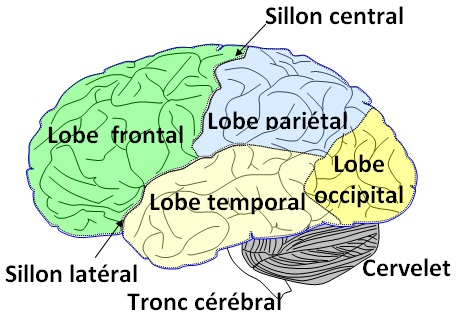 Sillon central
Lobe frontal
Lobe pariétal
Lobe
occipital
Lobe temporal
Sillon latéral
Cervelet
Tronc cérébral